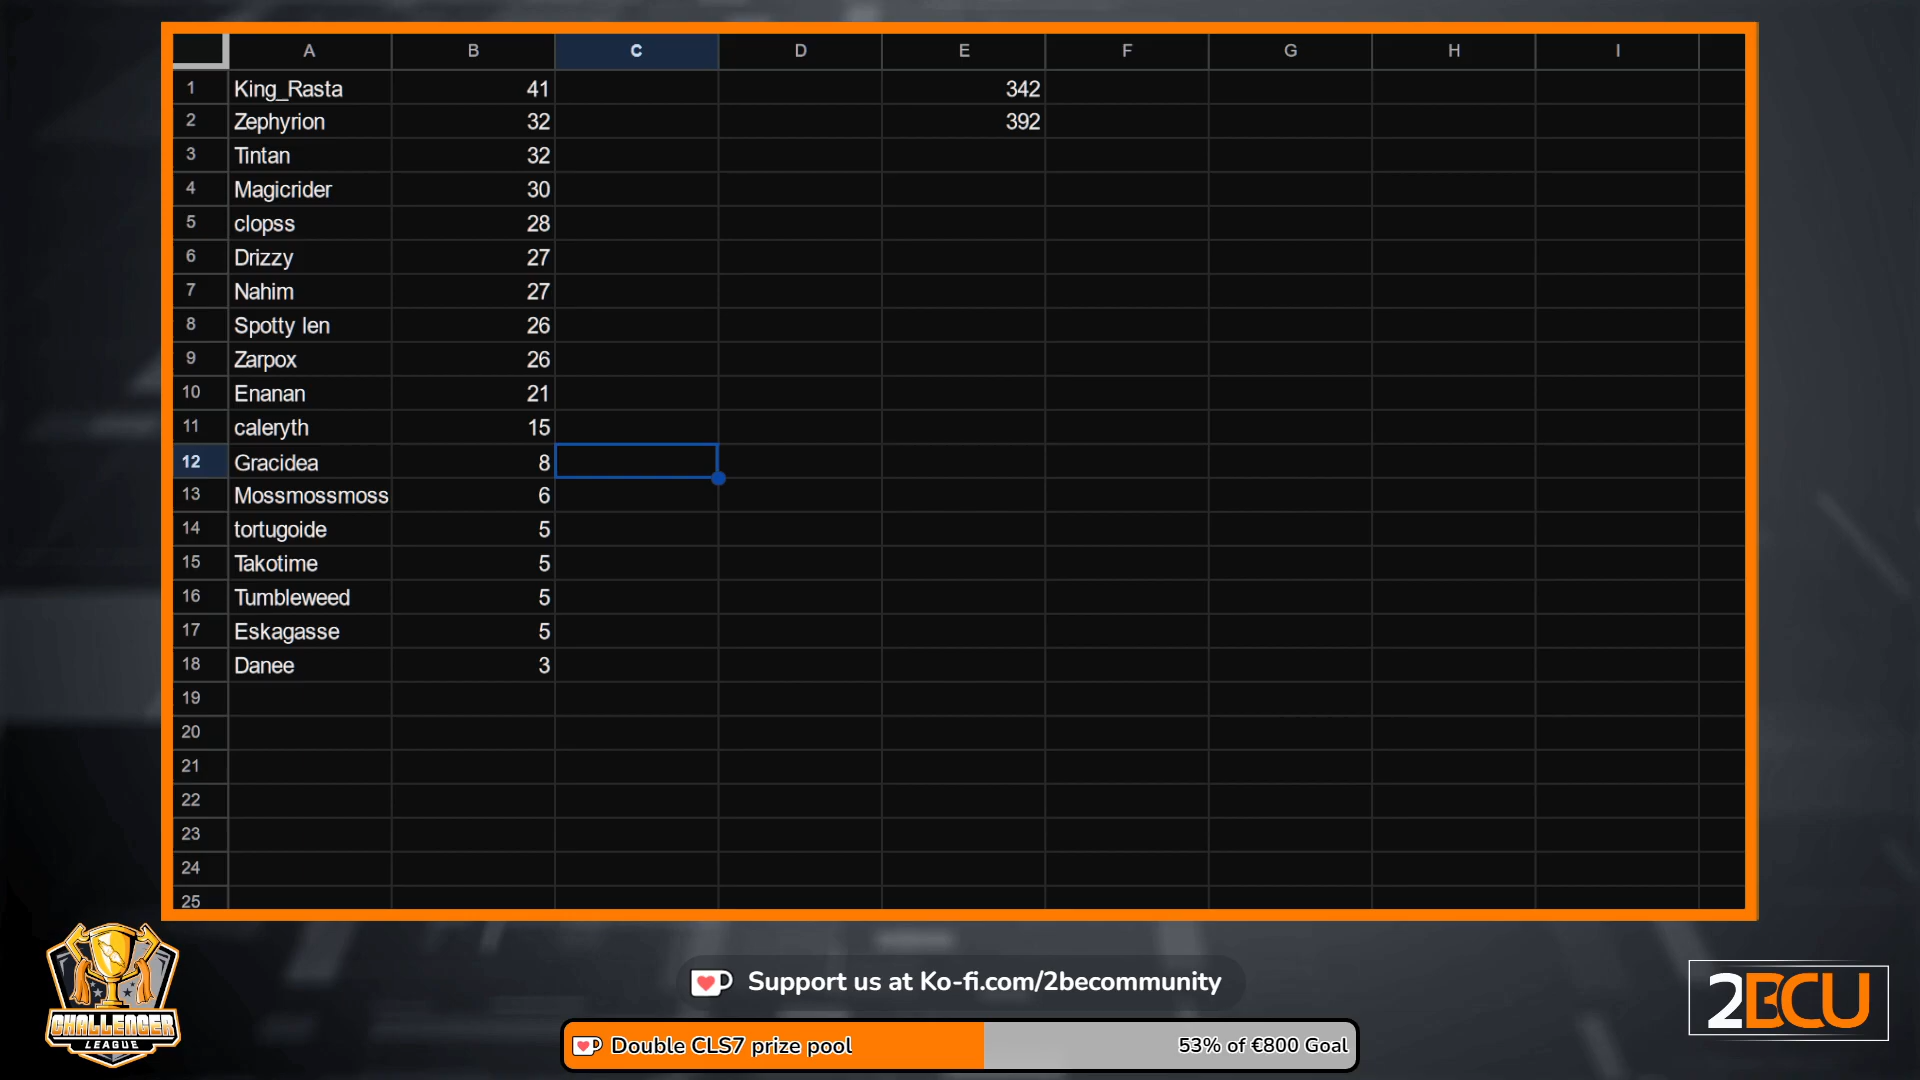 A B C D E F G H I
1 King_Rasta 41 342
2 Zephyrion 32 392
3 Tintan 32
4 Magicrider 30
5 clopss 28
6 Drizzy 27
7 Nahim 27
8 Spotty len 26
9 Zarpox 26
10 Enanan 21
11 caleryth 15
12 Gracidea 8
13 Mossmossmoss 6
14 tortugoide 5
15 Takotime 5
16 Tumbleweed 5
17 Eskagasse 5
18 Danee 3
19
20
21
22
23
24
25
CHALLENGER
LEAGUE
Support us at Ko-fi.com/2becommunity
Double CLS7 prize pool 53% of €800 Goal
2BCU